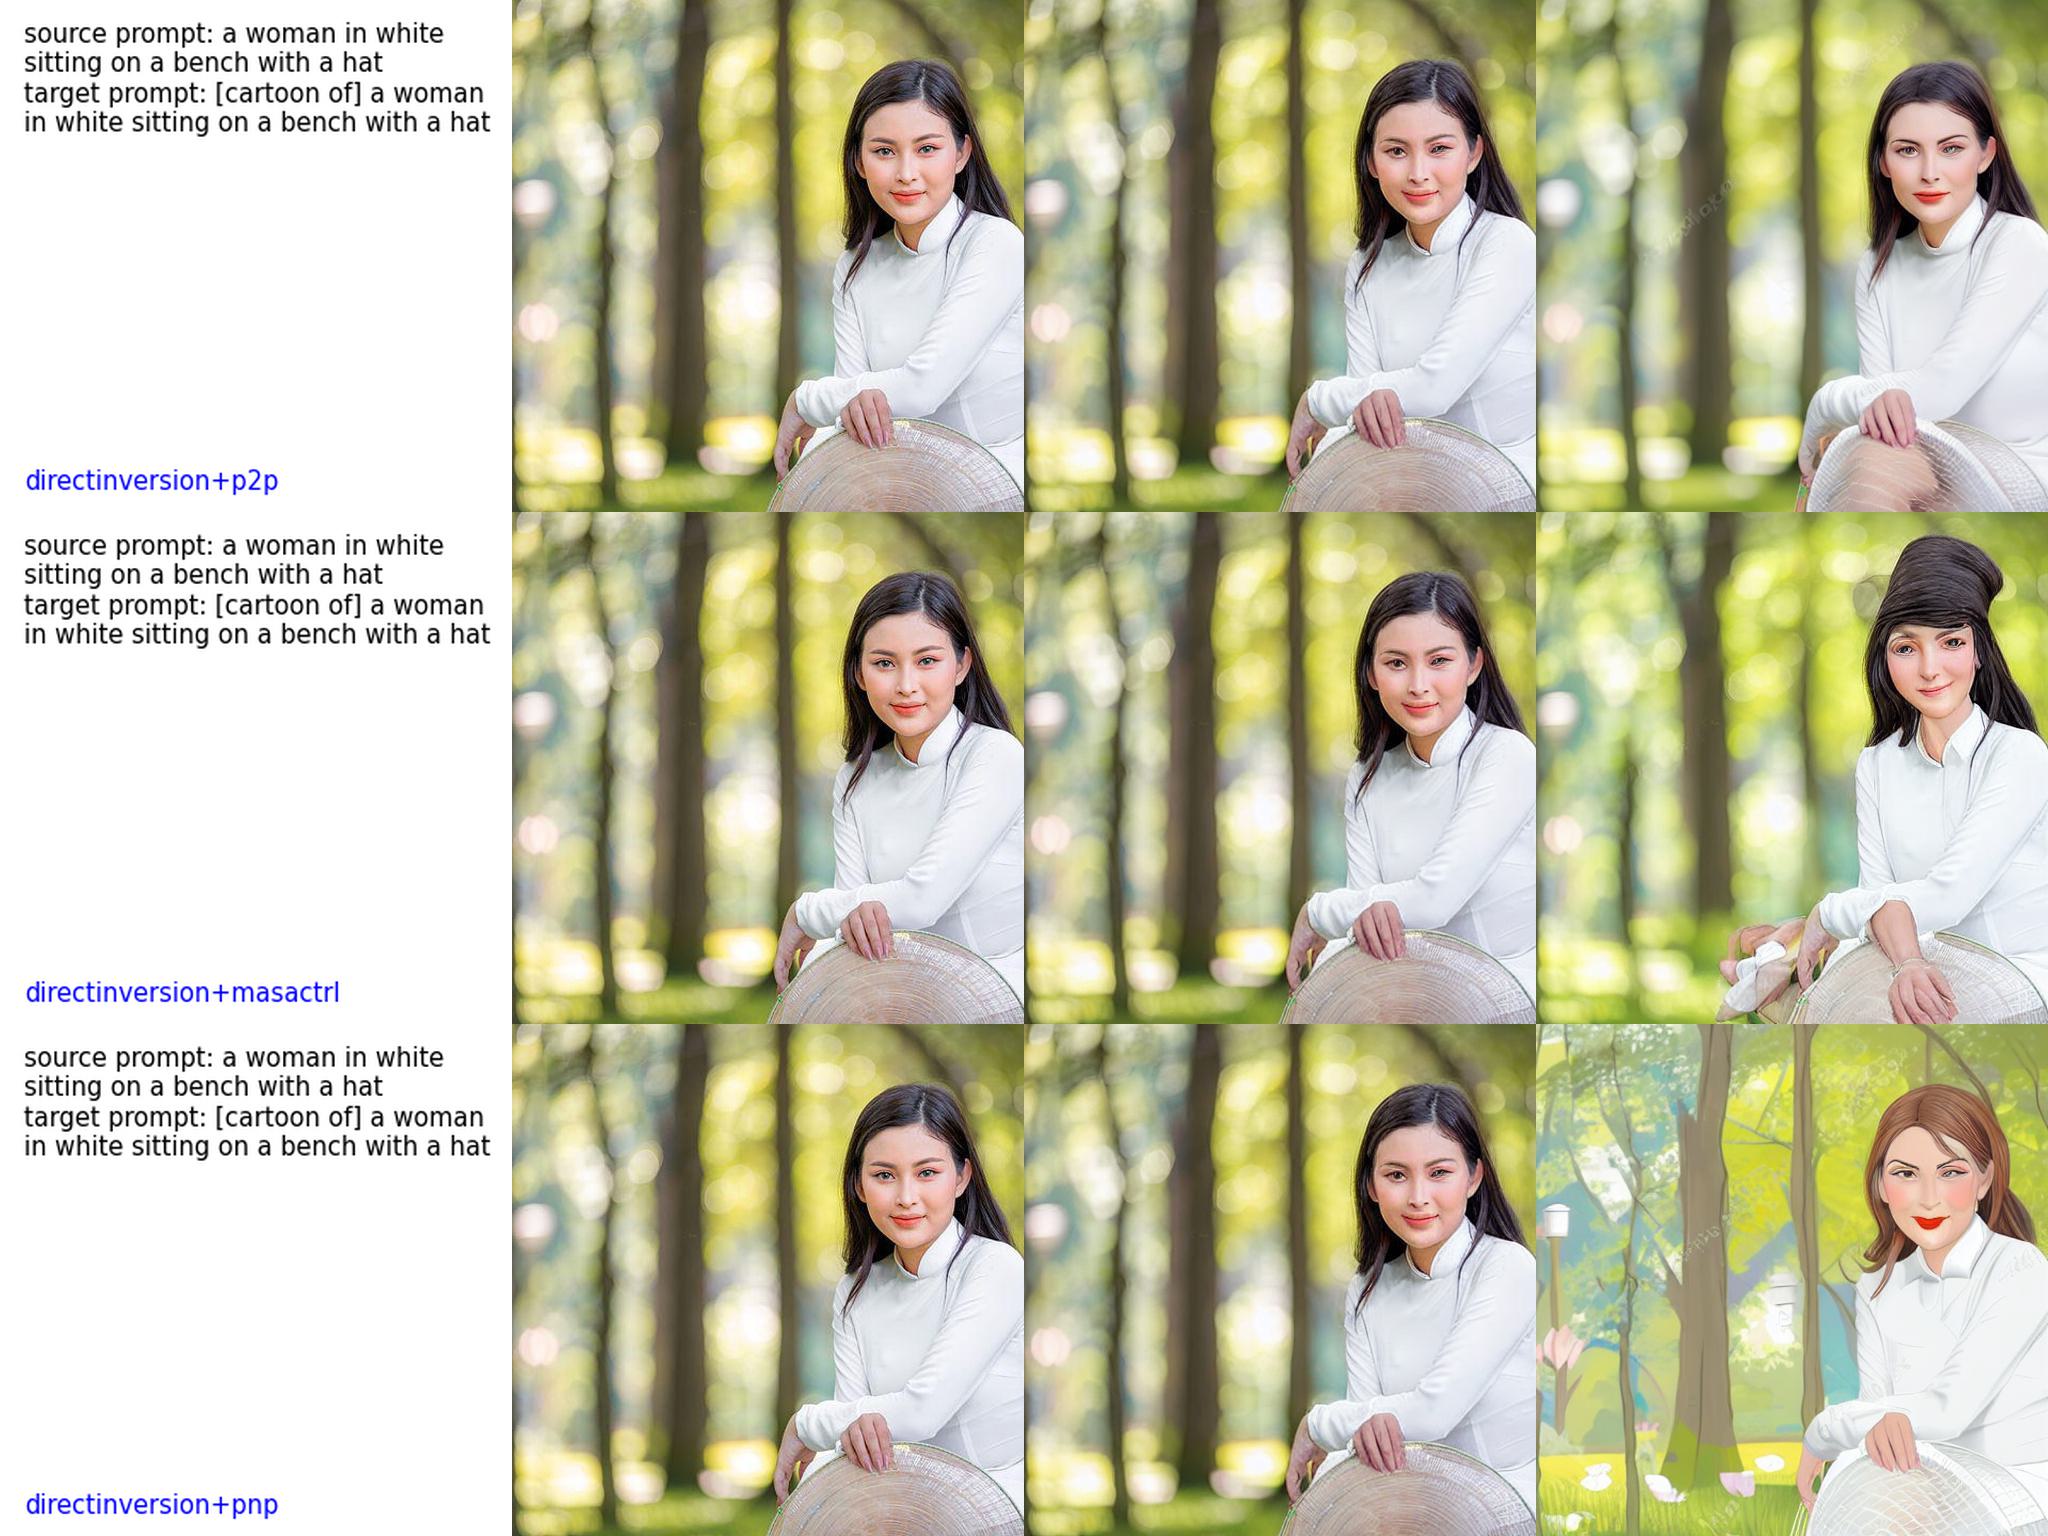 source prompt: a woman in white
sitting on a bench with a hat
target prompt: [cartoon of] a woman
in white sitting on a bench with a hat
directinversion+p2p
source prompt: a woman in white
sitting on a bench with a hat
target prompt: [cartoon of] a woman
in white sitting on a bench with a hat
directinversion+masactrl
source prompt: a woman in white
sitting on a bench with a hat
target prompt: [cartoon of] a woman
in white sitting on a bench with a hat
directinversion+pnp